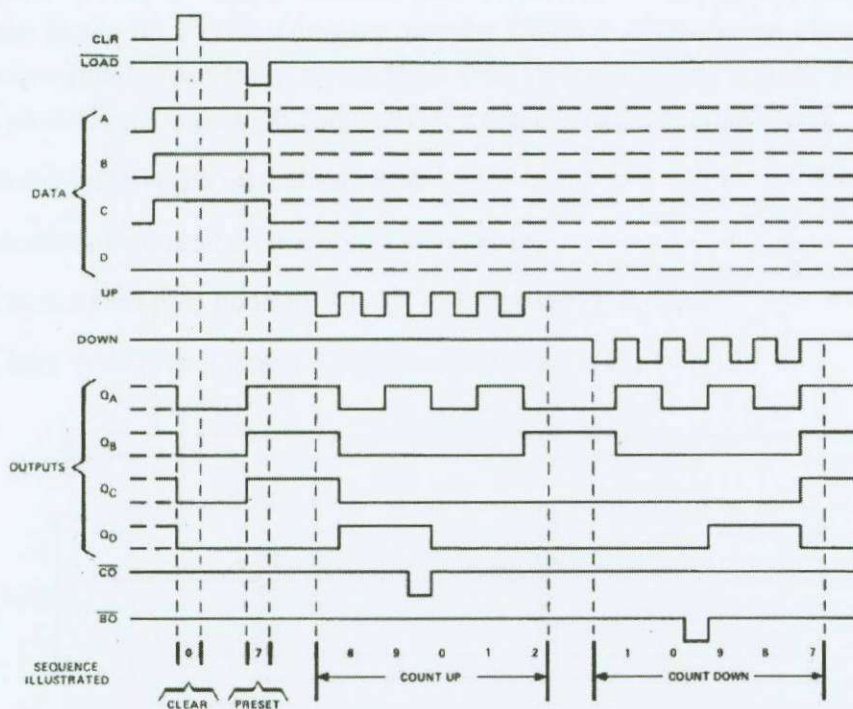 CLR
LOAD
A
B
DATA
C
D
UP
DOWN
QA
QB
OUTPUTS
QC
QD
CO
BO
SEQUENCE
ILLUSTRATED
0 7 8 9 0 1 2 1 0 9 8 7
COUNT UP COUNT DOWN
CLEAR PRESET